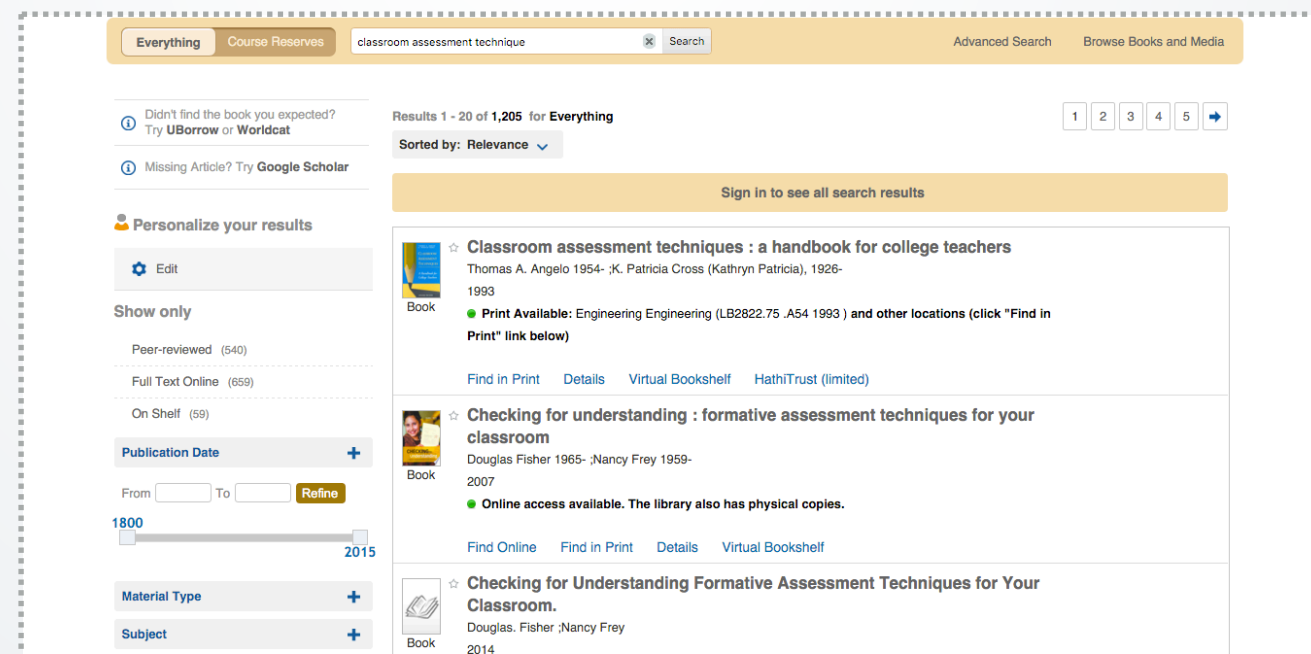 Everything Course Reserves classroom assessment technique Search Advanced Search Browse Books and Media
Didn't find the book you expected?
Try UBorrow or Worldcat
Missing Article? Try Google Scholar
Personalize your results
Edit
Show only
Peer-reviewed (540)
Full Text Online (659)
On Shelf (59)
Publication Date
From To Refine
1800
2015
Material Type
Subject
Results 1 - 20 of 1,205 for Everything
1 2 3 4 5
Sorted by: Relevance
Sign in to see all search results
Classroom assessment techniques : a handbook for college teachers
Thomas A. Angelo 1954- ;K. Patricia Cross (Kathryn Patricia), 1926-
1993
Book
Print Available: Engineering Engineering (LB2822.75 .A54 1993 ) and other locations (click "Find in
Print" link below)
Find in Print Details Virtual Bookshelf HathiTrust (limited)
Checking for understanding : formative assessment techniques for your
classroom
Douglas Fisher 1965- ;Nancy Frey 1959-
Book
2007
Online access available. The library also has physical copies.
Find Online Find in Print Details Virtual Bookshelf
Checking for Understanding Formative Assessment Techniques for Your
Classroom.
Douglas. Fisher ;Nancy Frey
Book
2014